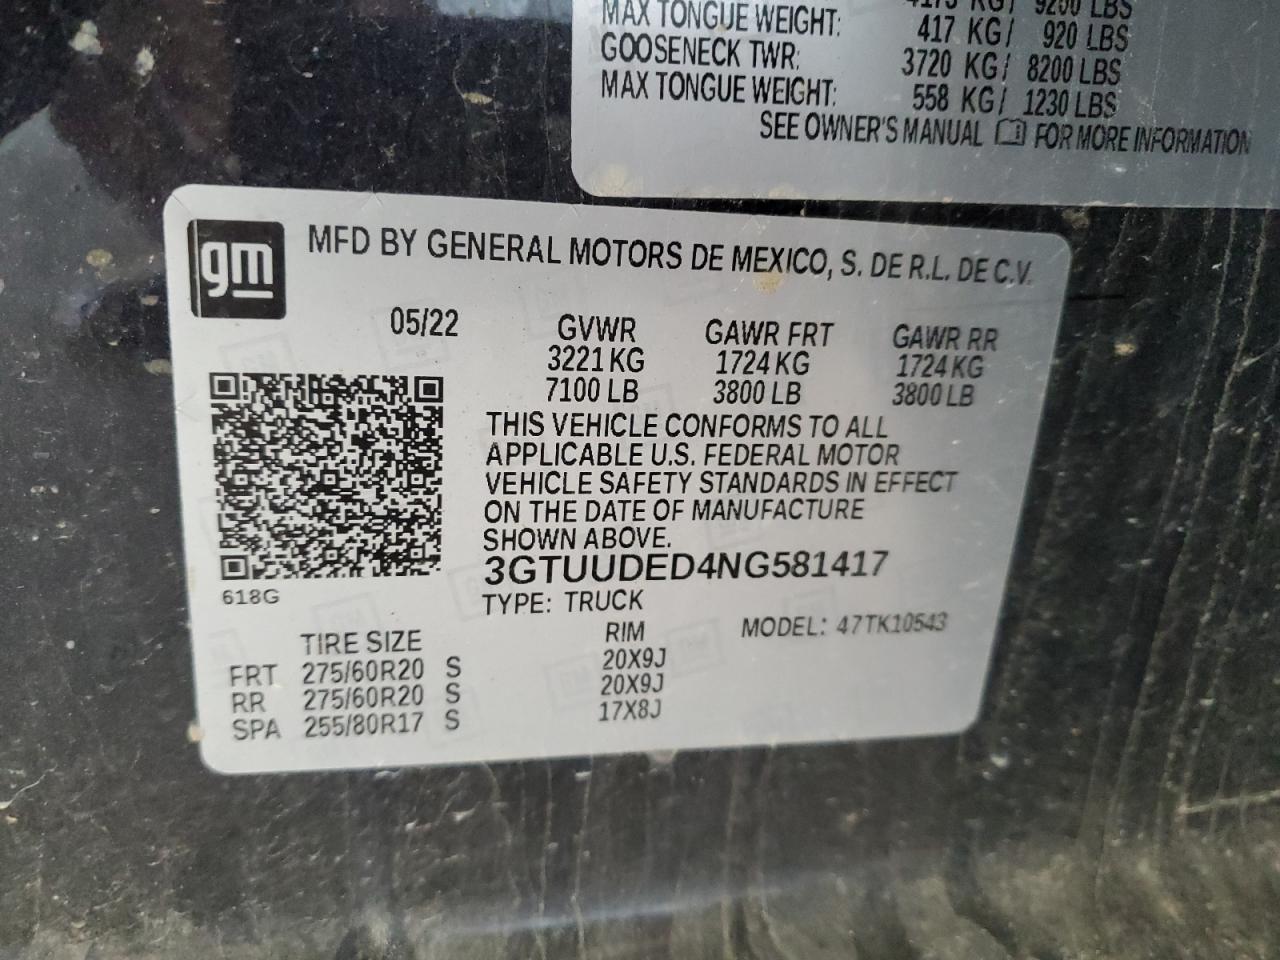 4173 KG/ 9200 LBS
MAX TONGUE WEIGHT: 417 KG/ 920 LBS
GOOSENECK TWR: 3720 KG/ 8200 LBS
MAX TONGUE WEIGHT: 558 KG/ 1230 LBS
SEE OWNER'S MANUAL FOR MORE INFORMATION
gm
MFD BY GENERAL MOTORS DE MEXICO, S. DE R.L. DE C.V.
05/22 GVWR GAWR FRT GAWR RR
3221 KG 1724 KG 1724 KG
7100 LB 3800 LB 3800 LB
THIS VEHICLE CONFORMS TO ALL
APPLICABLE U.S. FEDERAL MOTOR
VEHICLE SAFETY STANDARDS IN EFFECT
ON THE DATE OF MANUFACTURE
SHOWN ABOVE.
3GTUUDED4NG581417
618G
TYPE: TRUCK
MODEL: 47TK10543
TIRE SIZE RIM
FRT 275/60R20 S 20X9J
RR 275/60R20 S 20X9J
SPA 255/80R17 S 17X8J